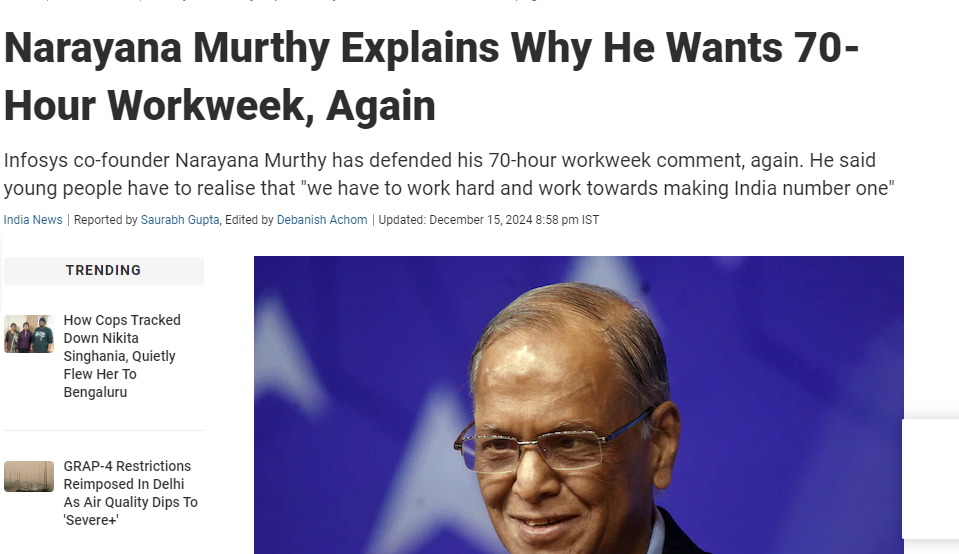 Narayana Murthy Explains Why He Wants 70-
Hour Workweek, Again
Infosys co-founder Narayana Murthy has defended his 70-hour workweek comment, again. He said
young people have to realise that "we have to work hard and work towards making India number one"
India News | Reported by Saurabh Gupta, Edited by Debanish Achom | Updated: December 15, 2024 8:58 pm IST
TRENDING
How Cops Tracked
Down Nikita
Singhania, Quietly
Flew Her To
Bengaluru
GRAP-4 Restrictions
Reimposed In Delhi
As Air Quality Dips To
'Severe+'